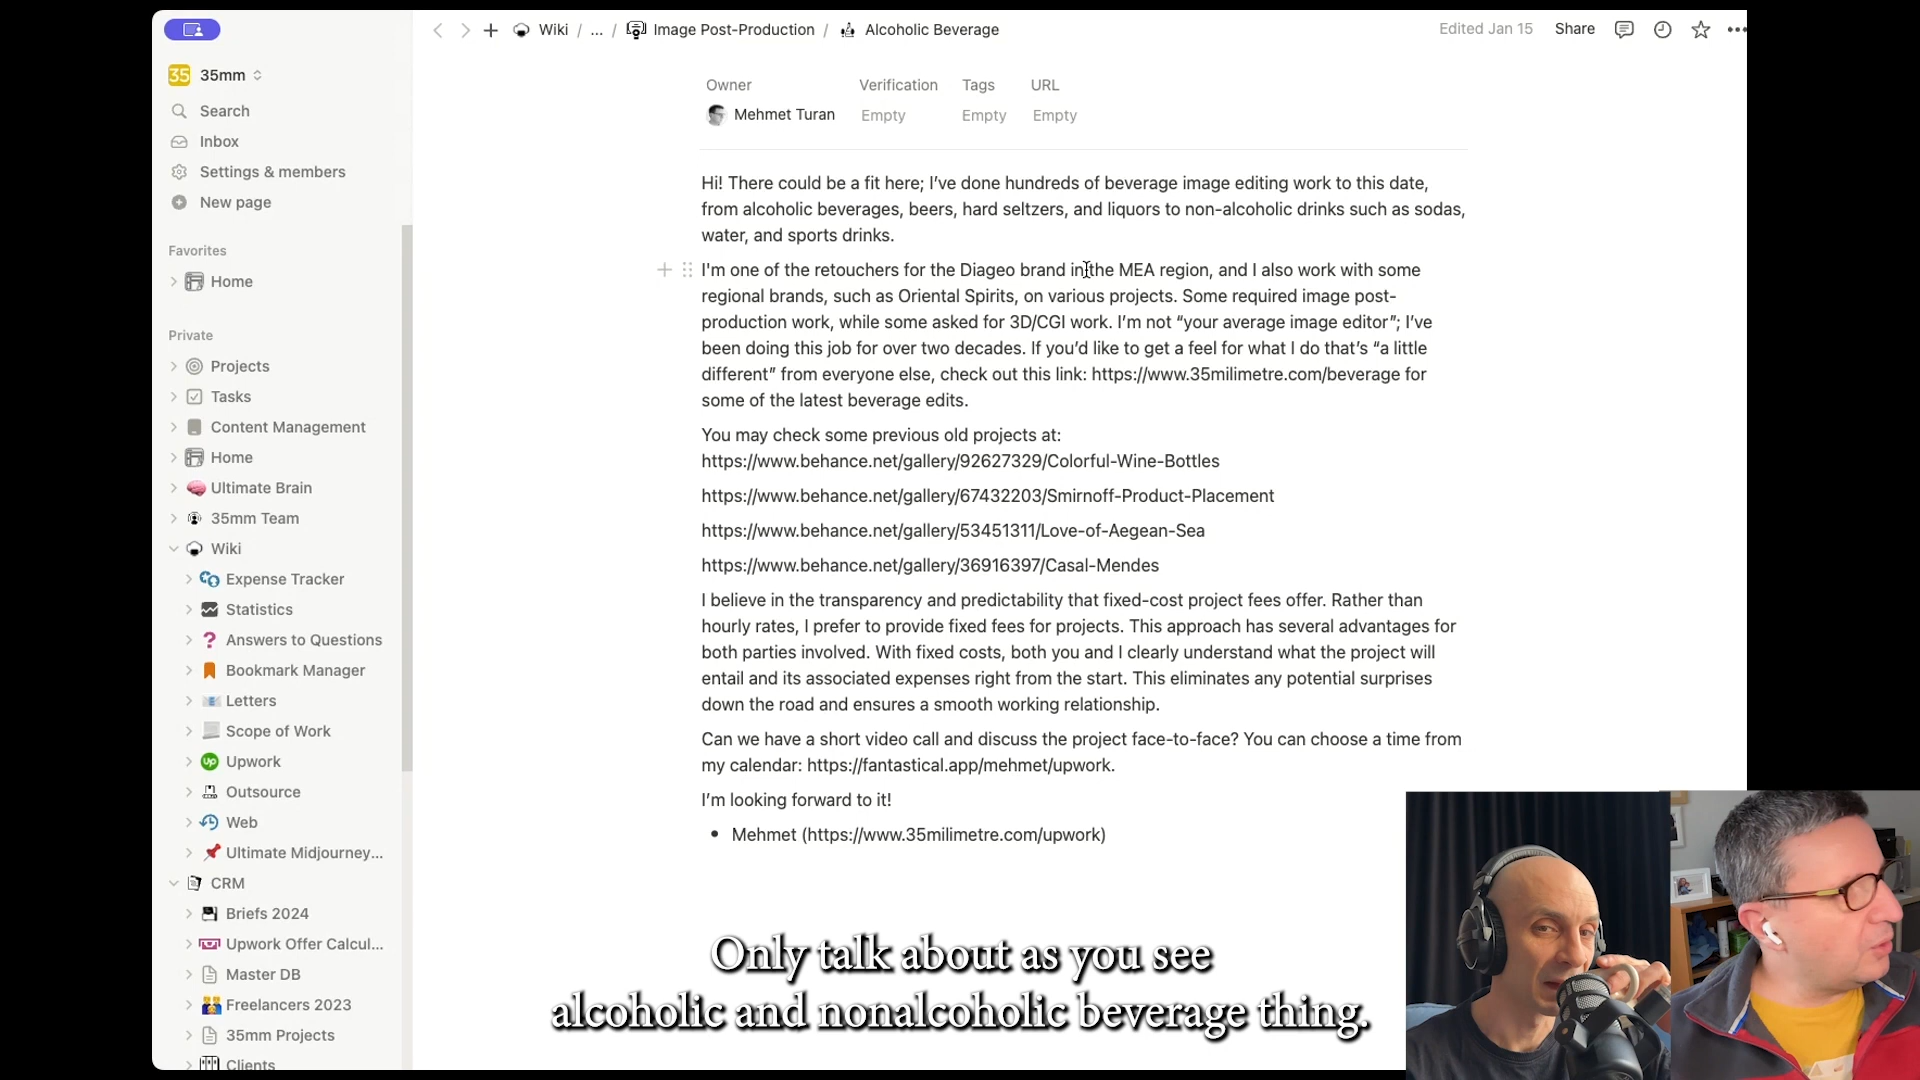 Wiki / ... / Image Post-Production / Alcoholic Beverage
Edited Jan 15
Share
35 35mm
Search
Inbox
Settings & members
New page
Favorites
Home
Private
Projects
Tasks
Content Management
Home
Ultimate Brain
35mm Team
Wiki
Expense Tracker
Statistics
Answers to Questions
Bookmark Manager
Letters
Scope of Work
Up Upwork
Outsource
Web
Ultimate Midjourney...
CRM
Briefs 2024
Upwork Offer Calcul...
Master DB
Freelancers 2023
35mm Projects
Clients
Owner Verification Tags URL
Mehmet Turan Empty Empty Empty
Hi! There could be a fit here; I’ve done hundreds of beverage image editing work to this date,
from alcoholic beverages, beers, hard seltzers, and liquors to non-alcoholic drinks such as sodas,
water, and sports drinks.
I'm one of the retouchers for the Diageo brand in the MEA region, and I also work with some
regional brands, such as Oriental Spirits, on various projects. Some required image post-
production work, while some asked for 3D/CGI work. I’m not “your average image editor”; I’ve
been doing this job for over two decades. If you’d like to get a feel for what I do that’s “a little
different” from everyone else, check out this link: https://www.35milimetre.com/beverage for
some of the latest beverage edits.
You may check some previous old projects at:
https://www.behance.net/gallery/92627329/Colorful-Wine-Bottles
https://www.behance.net/gallery/67432203/Smirnoff-Product-Placement
https://www.behance.net/gallery/53451311/Love-of-Aegean-Sea
https://www.behance.net/gallery/36916397/Casal-Mendes
I believe in the transparency and predictability that fixed-cost project fees offer. Rather than
hourly rates, I prefer to provide fixed fees for projects. This approach has several advantages for
both parties involved. With fixed costs, both you and I clearly understand what the project will
entail and its associated expenses right from the start. This eliminates any potential surprises
down the road and ensures a smooth working relationship.
Can we have a short video call and discuss the project face-to-face? You can choose a time from
my calendar: https://fantastical.app/mehmet/upwork.
I’m looking forward to it!
• Mehmet (https://www.35milimetre.com/upwork)
Only talk about as you see
alcoholic and nonalcoholic beverage thing.